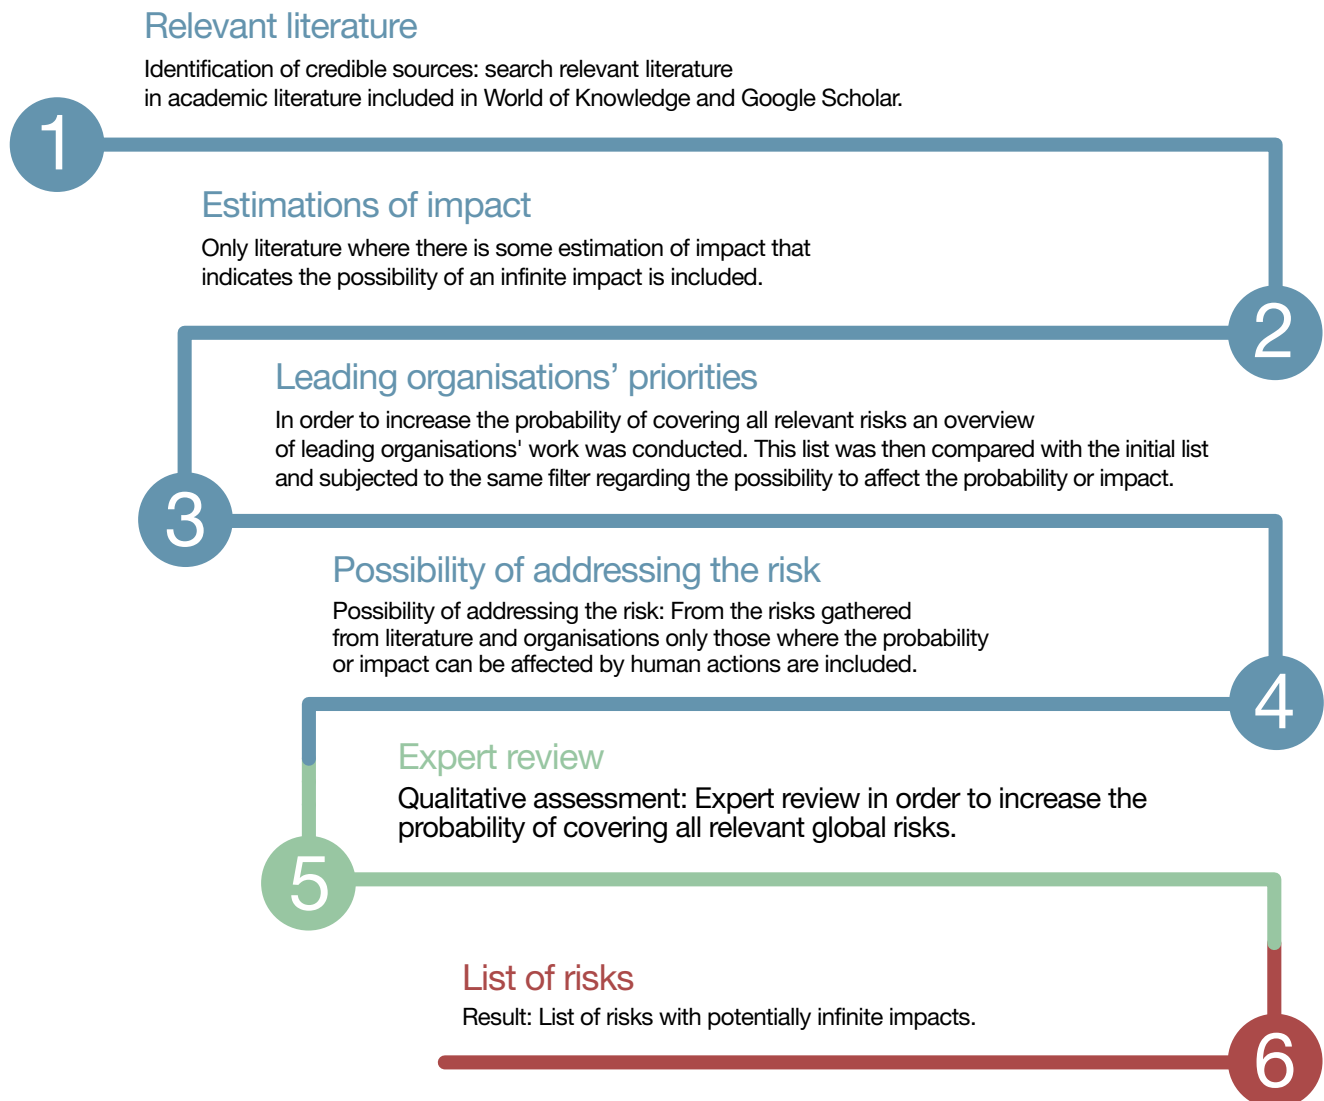 Relevant literature
Identification of credible sources: search relevant literature
in academic literature included in World of Knowledge and Google Scholar.
1
Estimations of impact
Only literature where there is some estimation of impact that
indicates the possibility of an infinite impact is included.
2
Leading organisations’ priorities
In order to increase the probability of covering all relevant risks an overview
of leading organisations' work was conducted. This list was then compared with the initial list
and subjected to the same filter regarding the possibility to affect the probability or impact.
3
Possibility of addressing the risk
Possibility of addressing the risk: From the risks gathered
from literature and organisations only those where the probability
or impact can be affected by human actions are included.
4
Expert review
Qualitative assessment: Expert review in order to increase the
probability of covering all relevant global risks.
5
List of risks
Result: List of risks with potentially infinite impacts.
6